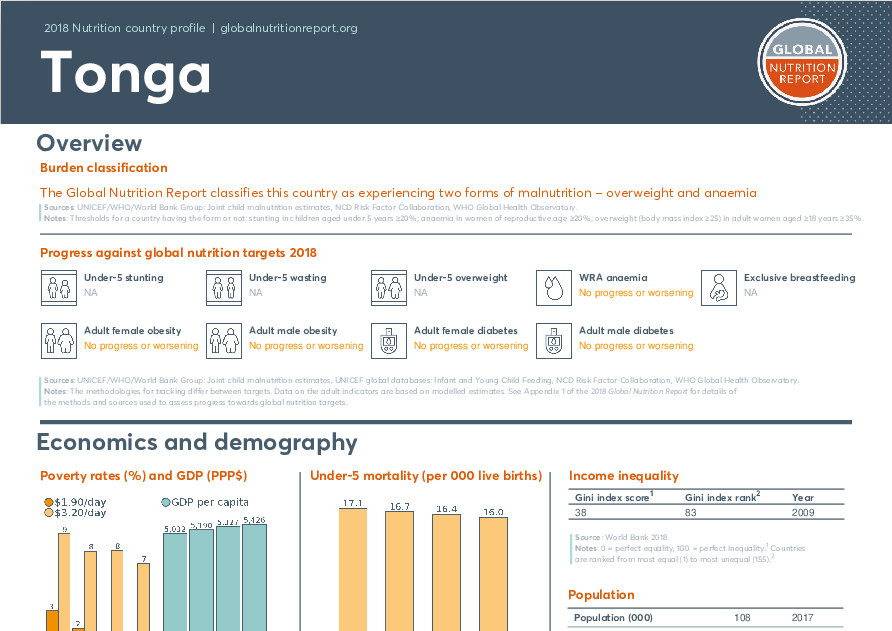 2018 Nutrition country profile | globalnutritionreport.org
Tonga
GLOBAL
NUTRITION
REPORT
Overview
Burden classification
The Global Nutrition Report classifies this country as experiencing two forms of malnutrition – overweight and anaemia
Sources: UNICEF/WHO/World Bank Group: Joint child malnutrition estimates, NCD Risk Factor Collaboration, WHO Global Health Observatory.
Notes: Thresholds for a country having the form or not: stunting in children aged under 5 years ≥20%; anaemia in women of reproductive age ≥20%; overweight (body mass index ≥25) in adult women aged ≥18 years ≥35%.
Progress against global nutrition targets 2018
Under-5 stunting
NA
Under-5 wasting
NA
Under-5 overweight
NA
WRA anaemia
No progress or worsening
Exclusive breastfeeding
NA
Adult female obesity
No progress or worsening
Adult male obesity
No progress or worsening
Adult female diabetes
No progress or worsening
Adult male diabetes
No progress or worsening
Sources: UNICEF/WHO/World Bank Group: Joint child malnutrition estimates, UNICEF global databases: Infant and Young Child Feeding, NCD Risk Factor Collaboration, WHO Global Health Observatory.
Notes: The methodologies for tracking differ between targets. Data on the adult indicators are based on modelled estimates. See Appendix 1 of the 2018 Global Nutrition Report for details of
the methods and sources used to assess progress towards global nutrition targets.
Economics and demography
Poverty rates (%) and GDP (PPP$)
$1.90/day
GDP per capita
$3.20/day
9
8
8
7
3
2
5,190
5,426
Under-5 mortality (per 000 live births)
17.1
16.7
16.4
16.0
Income inequality
Gini index score1 Gini index rank2 Year
38 83 2009
Source: World Bank 2018.
Notes: 0 = perfect equality, 100 = perfect inequality.1 Countries
are ranked from most equal (1) to most unequal (155).2
Population
Population (000) 108 2017